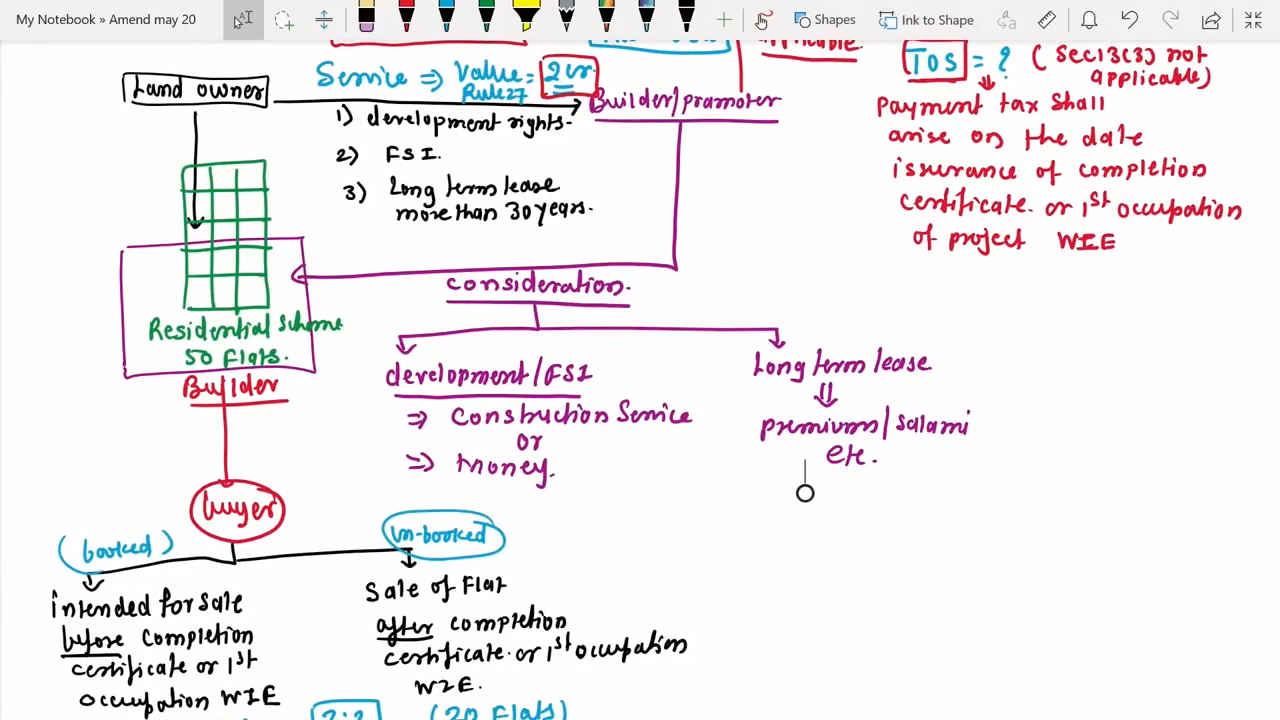 My Notebook » Amend may 20
Shapes
Ink to Shape
applicable.
Land owner
Service ⇒ Value = 2 cr.
Rule 27
Builder/promoter
1) development rights.
2) FSI.
3) Long term lease
more than 30 years.
TOS = ? (Sec 13(3) not
applicable)
Payment tax shall
arise on the date
issurance of completion
certificate. or 1st occupation
of project WIE
Residential Scheme
50 Flats.
Builder
consideration.
development/FSI
⇒ Construction Service
or
⇒ Money.
Long term lease
⇓
premiums/salami
etc.
buyer
(booked)
un-booked
intended for sale
before completion
certificate or 1st
occupation WIE
Sale of Flat
after completion
certificate. or 1st occupation
WIE.
(20 Flats)